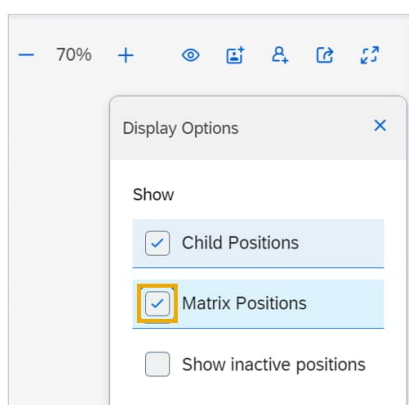 70%
Display Options
Show
Child Positions
Matrix Positions
Show inactive positions